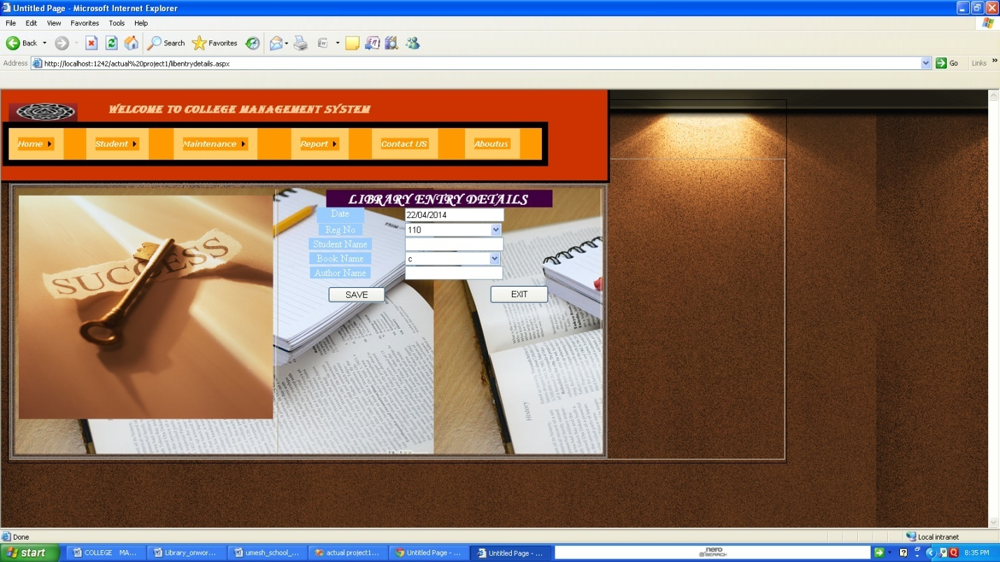 Untitled Page - Microsoft Internet Explorer
File Edit View Favorites Tools Help
Back Search Favorites
Address http://localhost:1242/actual%20project1/libentrydetails.aspx Go Links »
WELCOME TO COLLEGE MANAGEMENT SYSTEM
Home Student Maintenance Report Contact US Aboutus
LIBRARY ENTRY DETAILS
Date 22/04/2014
Reg No 110
Student Name
Book Name c
Author Name
SAVE EXIT
SUCCESS
History
Done Local intranet
start COLLEGE MA... Library_onwor... umesh_school_... actual project1... Untitled Page - ... Untitled Page - ... nero SEARCH 8:35 PM